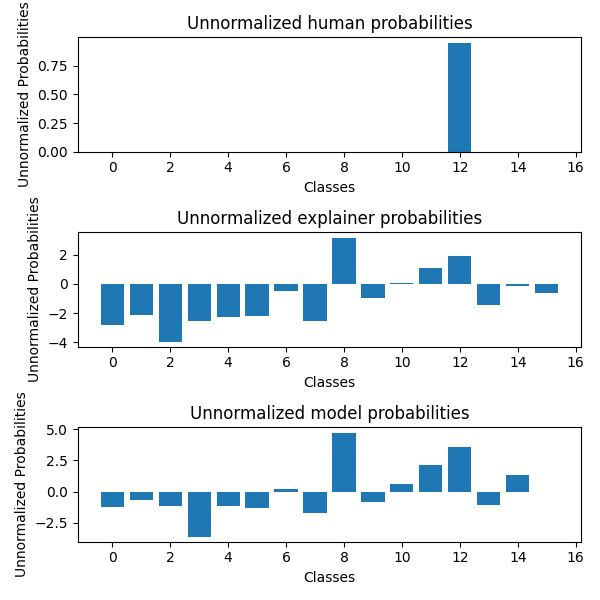 Unnormalized human probabilities
Unnormalized Probabilities
0.75
0.50
0.25
0.00
0 2 4 6 8 10 12 14 16
Classes
Unnormalized explainer probabilities
Unnormalized Probabilities
2
0
−2
−4
0 2 4 6 8 10 12 14 16
Classes
Unnormalized model probabilities
Unnormalized Probabilities
5.0
2.5
0.0
−2.5
0 2 4 6 8 10 12 14 16
Classes